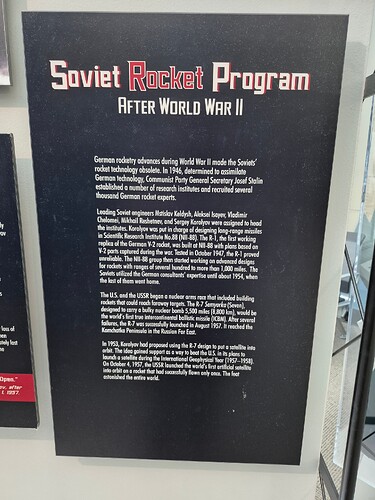 Soviet Rocket Program
AFTER WORLD WAR II
German rocketry advances during World War II made the Soviets'
rocket technology obsolete. In 1946, determined to assimilate
German technology, Communist Party General Secretary Josef Stalin
established a number of research institutes and recruited several
thousand German rocket experts.
Leading Soviet engineers Mstislav Keldysh, Aleksei Isayev, Vladimir
Chelomei, Mikhail Reshetnev, and Sergey Korolyov were assigned to head
the institutes. Korolyov was put in charge of designing long-range missiles
in Scientific Research Institute No.88 (NII-88). The R-1, the first working
replica of the German V-2 rocket, was built at NII-88 with plans based on
V-2 parts captured during the war. Tested in October 1947, the R-1 proved
unreliable. The NII-88 group then started working on advanced designs
for rockets with ranges of several hundred to more than 1,000 miles. The
Soviets utilized the German consultants' expertise until about 1954, when
the last of them went home.
The U.S. and the USSR began a nuclear arms race that included building
rockets that could reach faraway targets. The R-7 Semyorka (Seven),
designed to carry a bulky nuclear bomb 5,500 miles (8,800 km), would be
the world's first true intercontinental ballistic missile (ICBM). After several
failures, the R-7 was successfully launched in August 1957. It reached the
Kamchatka Peninsula in the Russian Far East.
In 1953, Korolyov had proposed using the R-7 design to put a satellite into
orbit. The idea gained support as a way to beat the U.S. in its plans to
launch a satellite during the International Geophysical Year (1957–1958).
On October 4, 1957, the USSR launched the world's first artificial satellite
into orbit on a rocket that had successfully flown only once. The feat
astonished the entire world.
loss of
Open."
after